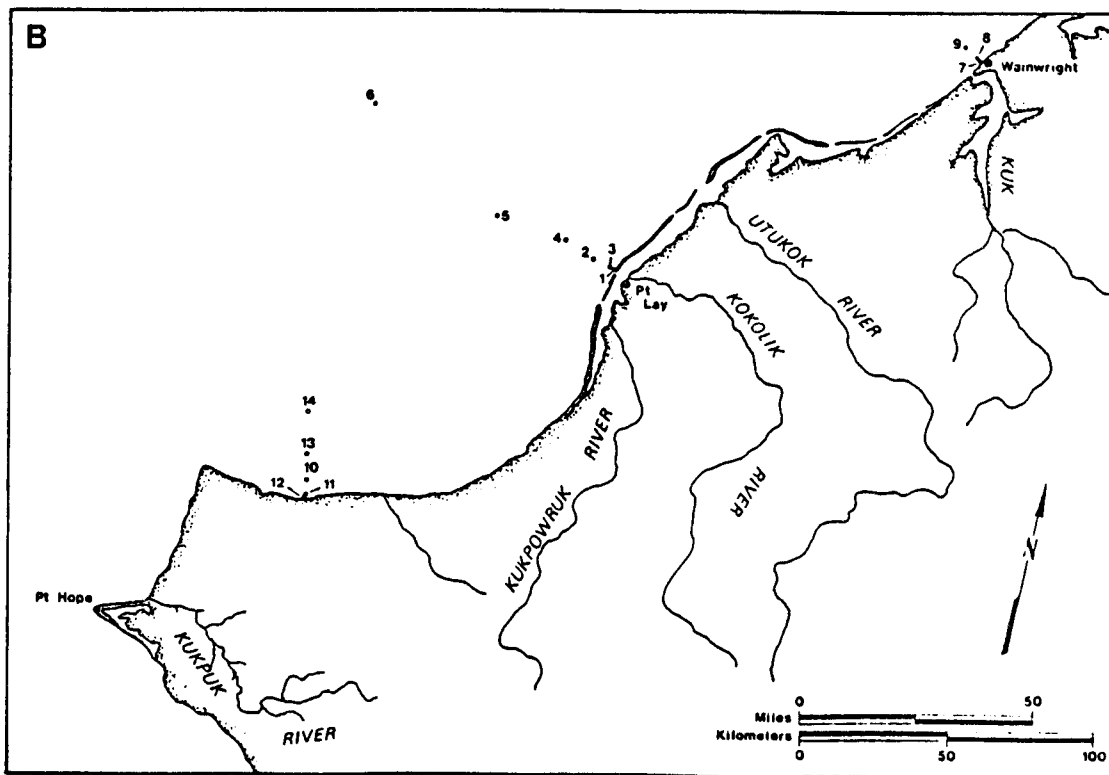 B
9 8
7 Wainwright
6
KUK
5
4
2 3
1
Pt
Lay
UTUKOK
RIVER
KOKOLIK
RIVER
14
13
10
12 11
KUKPOWRUK
RIVER
N
Pt Hope
KUKPUK
RIVER
0 50
Miles
Kilometers
0 50 100